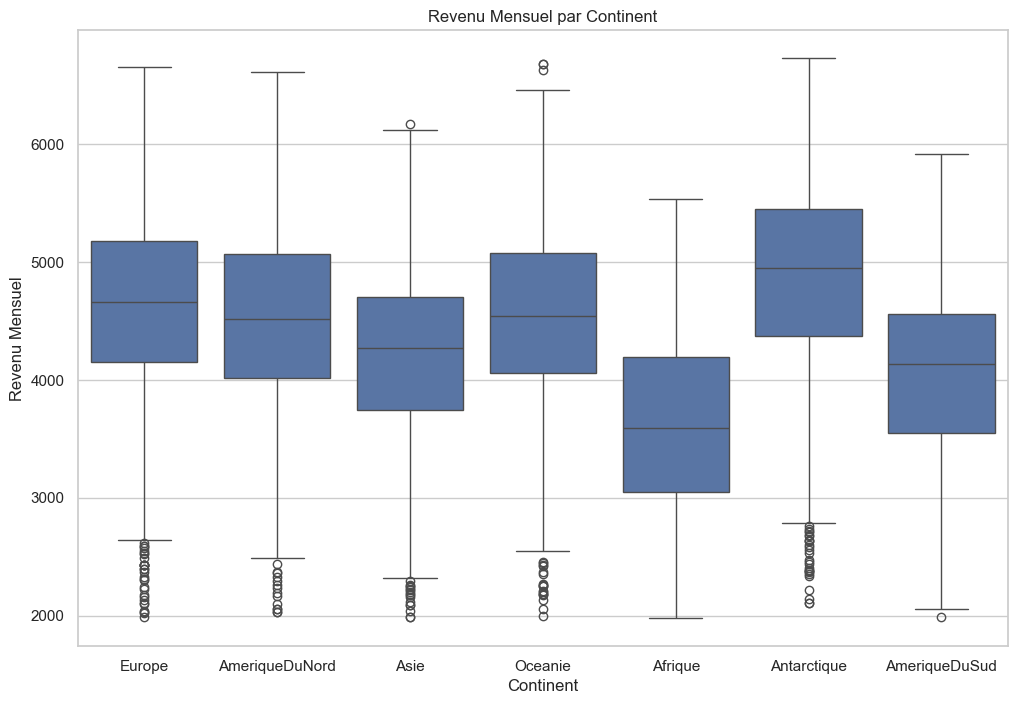 Revenu Mensuel par Continent
6000
5000
4000
3000
2000
Revenu Mensuel
Europe
AmeriqueDuNord
Asie
Oceanie
Afrique
Antarctique
AmeriqueDuSud
Continent